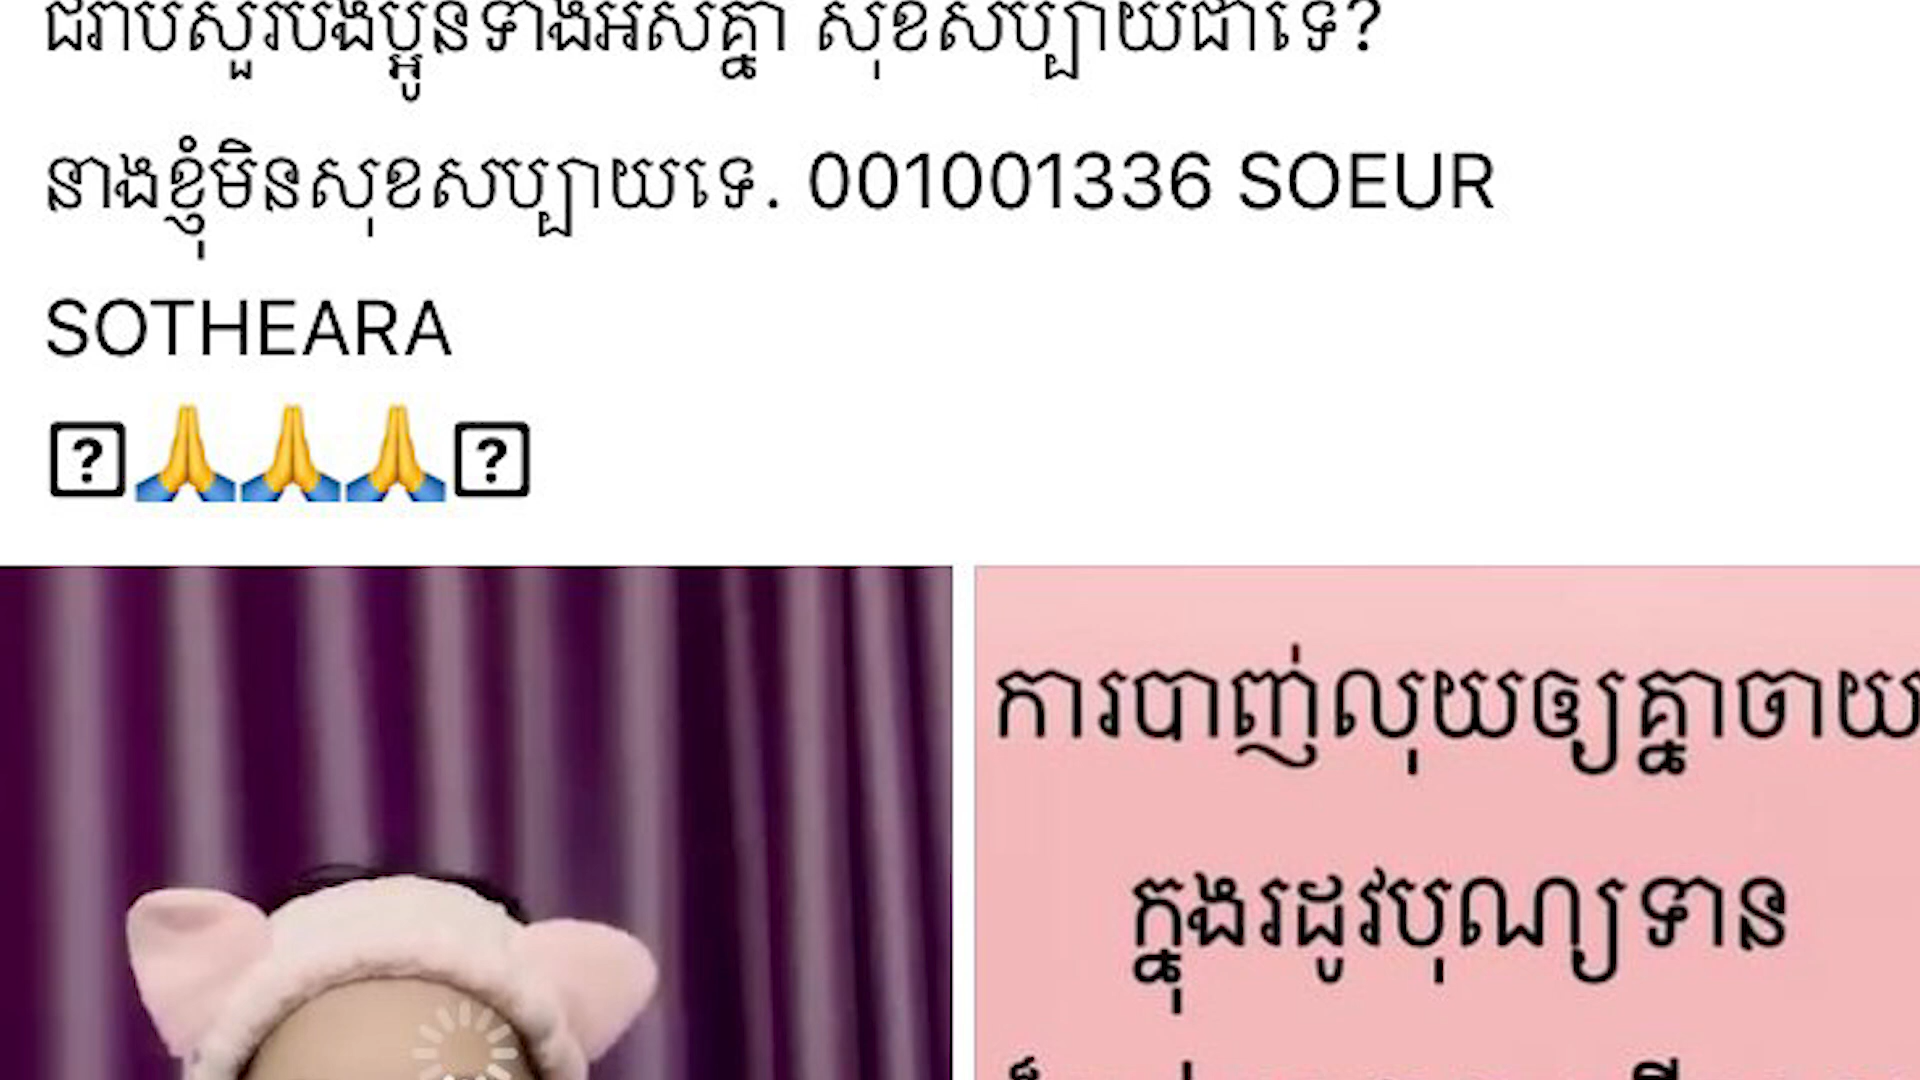 ជំរាបសួរបងប្អូនទាំងអស់គ្នា សុខសប្បាយជាទេ?
នាងខ្ញុំមិនសុខសប្បាយទេ. 001001336 SOEUR
SOTHEARA
🙏🙏🙏
ការបាញ់លុយឲ្យគ្នាចាយ
ក្នុងរដូវបុណ្យទាន